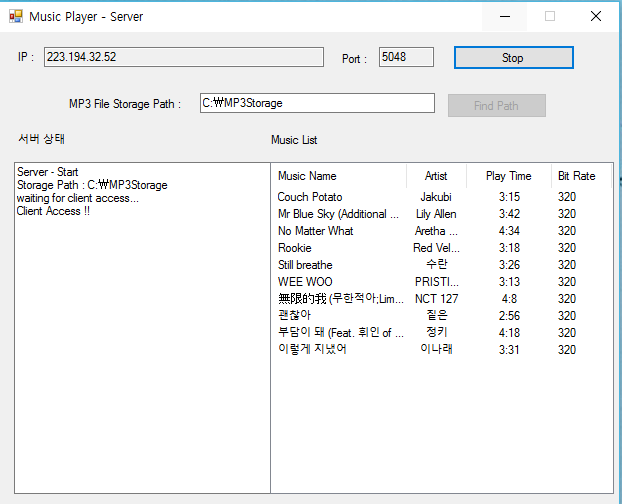 Music Player - Server
IP : 223.194.32.52 Port : 5048 Stop
MP3 File Storage Path : C:₩MP3Storage Find Path
서버 상태 Music List
Server - Start
Storage Path : C:₩MP3Storage
waiting for client access...
Client Access !!
Music Name Artist Play Time Bit Rate
Couch Potato Jakubi 3:15 320
Mr Blue Sky (Additional ... Lily Allen 3:42 320
No Matter What Aretha ... 4:34 320
Rookie Red Vel... 3:18 320
Still breathe 수란 3:26 320
WEE WOO PRISTI... 3:13 320
無限的我 (무한적아;Lim... NCT 127 4:8 320
괜찮아 짙은 2:56 320
부담이 돼 (Feat. 휘인 of ... 정키 4:18 320
이렇게 지냈어 이나래 3:31 320